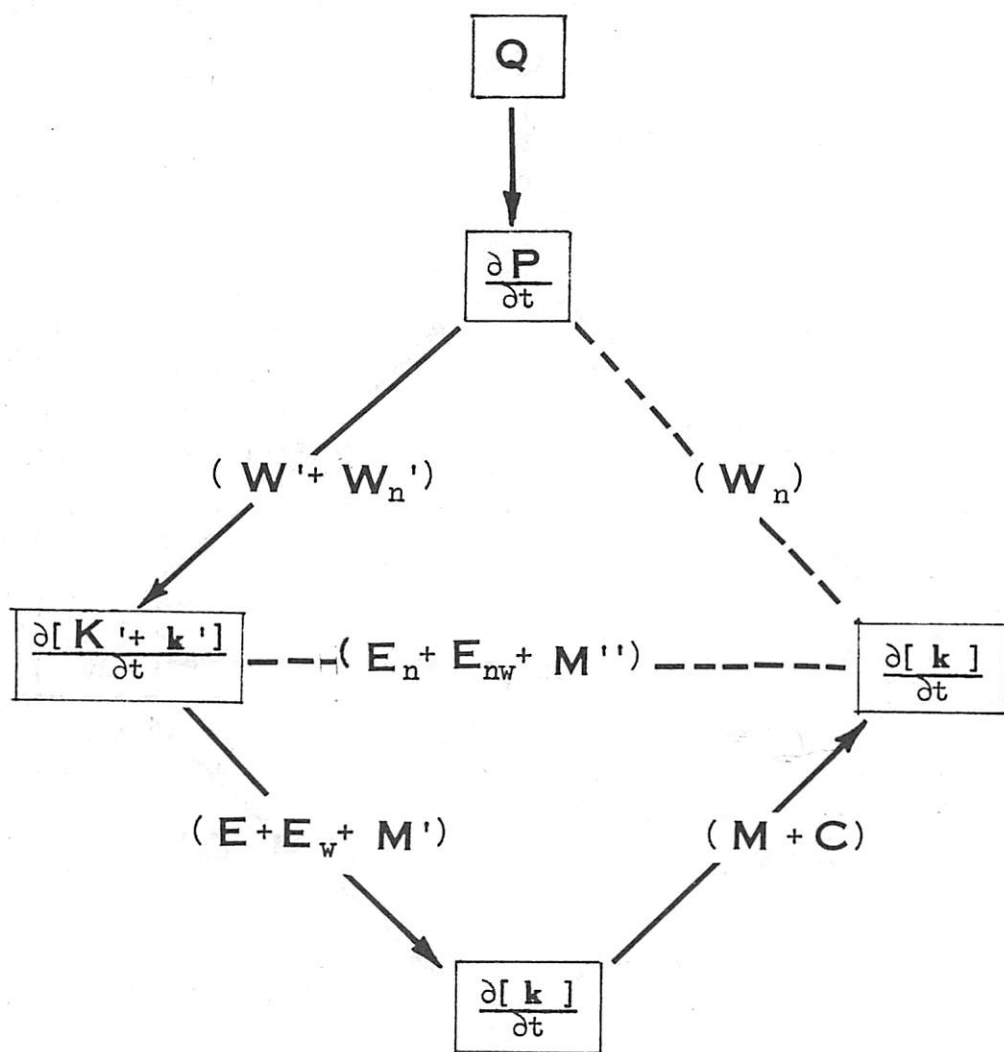 Q
∂P
∂t
(W'+ Wn')
(Wn)
∂[K'+ k']
∂t
(En+ Enw+ M'')
∂[k]
∂t
(E+Ew+ M')
(M+C)
∂[k]
∂t